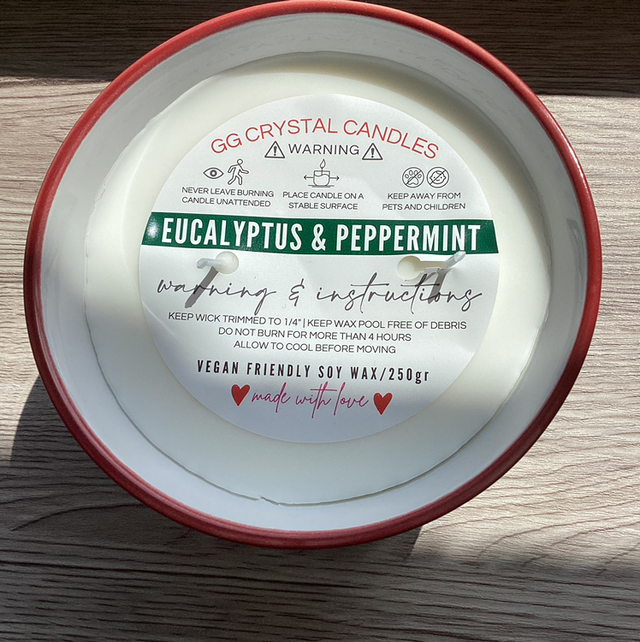 GG CRYSTAL CANDLES
WARNING
NEVER LEAVE BURNING
CANDLE UNATTENDED
PLACE CANDLE ON A
STABLE SURFACE
KEEP AWAY FROM
PETS AND CHILDREN
EUCALYPTUS & PEPPERMINT
warning & instructions
KEEP WICK TRIMMED TO 1/4" | KEEP WAX POOL FREE OF DEBRIS
DO NOT BURN FOR MORE THAN 4 HOURS
ALLOW TO COOL BEFORE MOVING
VEGAN FRIENDLY SOY WAX/250gr
made with love